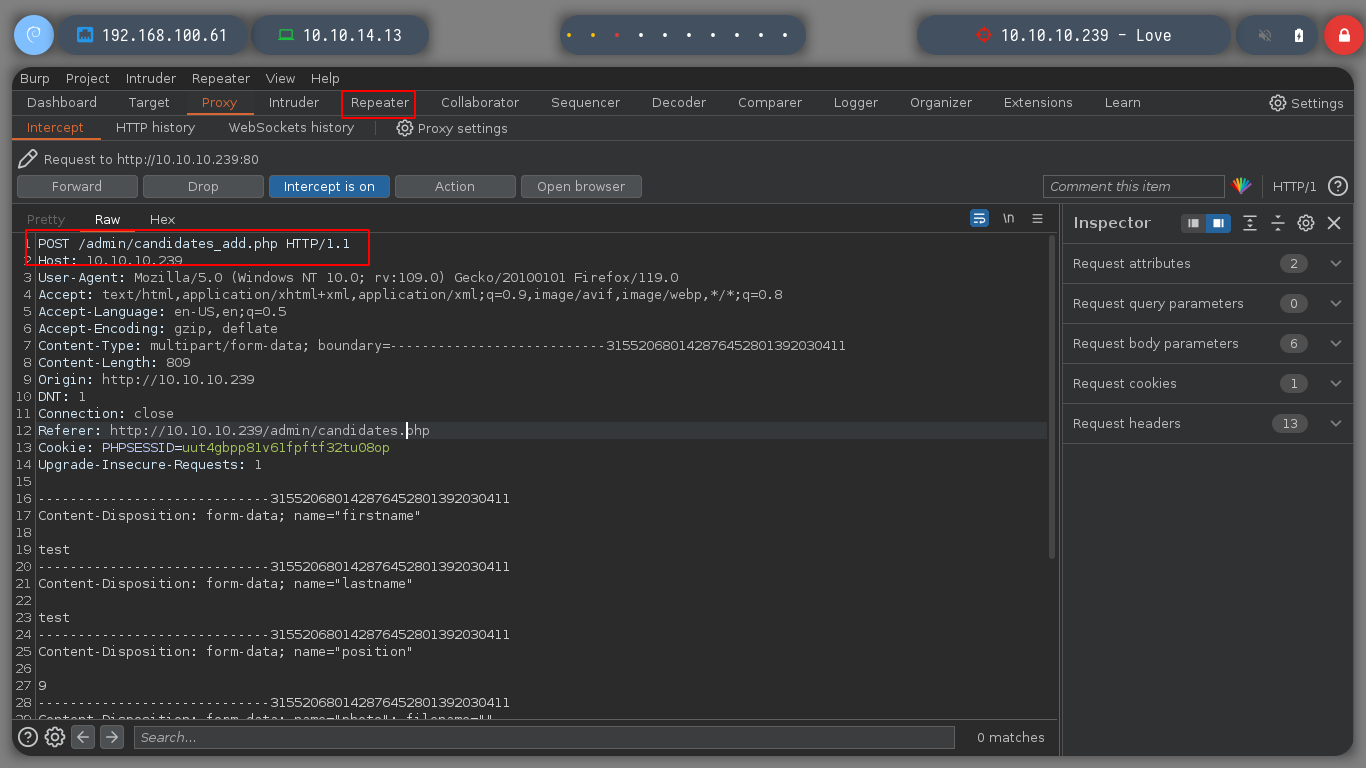 192.168.100.61
10.10.14.13
10.10.10.239 - Love
Burp Project Intruder Repeater View Help
Dashboard Target Proxy Intruder Repeater Collaborator Sequencer Decoder Comparer Logger Organizer Extensions Learn Settings
Intercept HTTP history WebSockets history Proxy settings
Request to http://10.10.10.239:80
Forward Drop Intercept is on Action Open browser Comment this item HTTP/1
Pretty Raw Hex \n
Inspector
1 POST /admin/candidates_add.php HTTP/1.1
2 Host: 10.10.10.239
3 User-Agent: Mozilla/5.0 (Windows NT 10.0; rv:109.0) Gecko/20100101 Firefox/119.0
4 Accept: text/html,application/xhtml+xml,application/xml;q=0.9,image/avif,image/webp,*/*;q=0.8
5 Accept-Language: en-US,en;q=0.5
6 Accept-Encoding: gzip, deflate
7 Content-Type: multipart/form-data; boundary=---------------------------315520680142876452801392030411
8 Content-Length: 809
9 Origin: http://10.10.10.239
10 DNT: 1
11 Connection: close
12 Referer: http://10.10.10.239/admin/candidates.php
13 Cookie: PHPSESSID=uut4gbpp81v61fpftf32tu08op
14 Upgrade-Insecure-Requests: 1
15
16 -----------------------------315520680142876452801392030411
17 Content-Disposition: form-data; name="firstname"
18
19 test
20 -----------------------------315520680142876452801392030411
21 Content-Disposition: form-data; name="lastname"
22
23 test
24 -----------------------------315520680142876452801392030411
25 Content-Disposition: form-data; name="position"
26
27 9
28 -----------------------------315520680142876452801392030411
29 Content-Disposition: form-data; name="photo"; filename=""
Request attributes 2
Request query parameters 0
Request body parameters 6
Request cookies 1
Request headers 13
Search... 0 matches